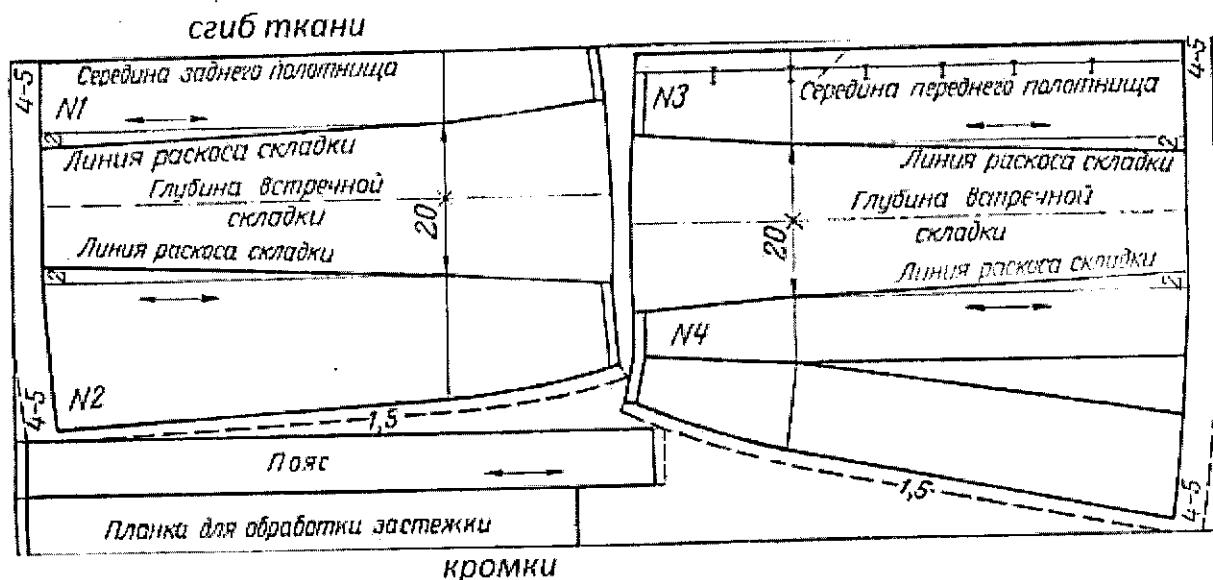 сгиб ткани
4-5
Середина заднего полотнища
N1
2
Линия раскоса складки
Глубина встречной
складки
20
Линия раскоса складки
2
N2
4-5
1,5
Пояс
Планка для обработки застежки
кромки
4-5
N3
Середина переднего полотнища
2
Линия раскоса складки
Глубина встречной
складки
20
Линия раскоса складки
2
N4
1,5
4-5